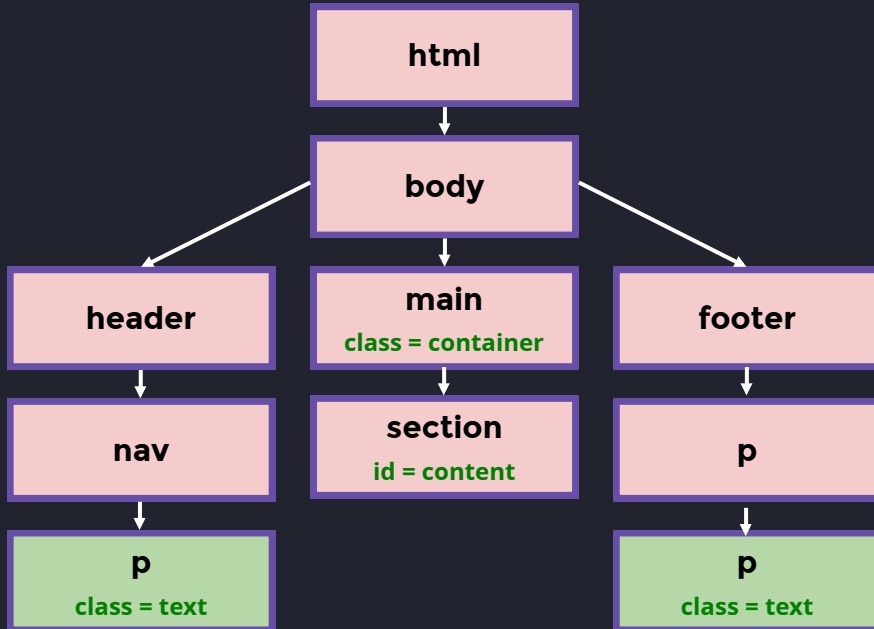 html
body
header
main
class = container
footer
nav
section
id = content
p
p
class = text
p
class = text